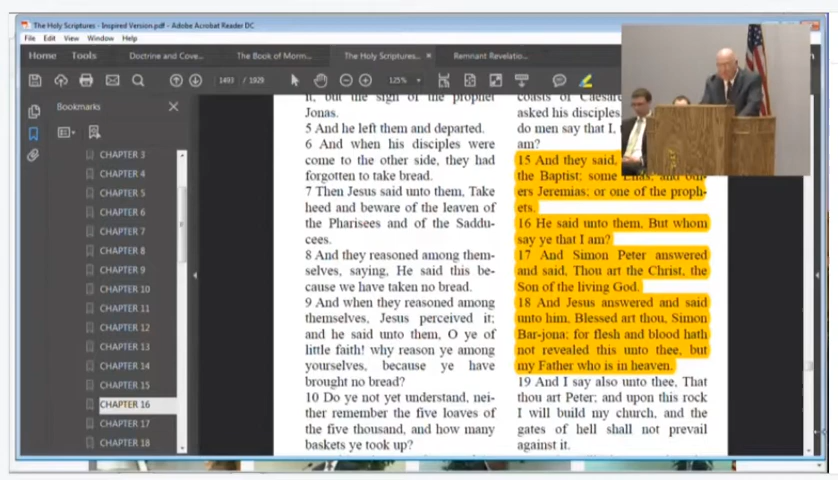 The Holy Scriptures - Inspired Version.pdf - Adobe Acrobat Reader DC
File Edit View Window Help
Home Tools Doctrine and Cove... The Book of Morm... The Holy Scriptures... × Remnant Revelatio...
1493 / 1929 125%
Bookmarks
CHAPTER 3
CHAPTER 4
CHAPTER 5
CHAPTER 6
CHAPTER 7
CHAPTER 8
CHAPTER 9
CHAPTER 10
CHAPTER 11
CHAPTER 12
CHAPTER 13
CHAPTER 14
CHAPTER 15
CHAPTER 16
CHAPTER 17
CHAPTER 18
it, but the sign of the prophet
Jonas.
5 And he left them and departed.
6 And when his disciples were
come to the other side, they had
forgotten to take bread.
7 Then Jesus said unto them, Take
heed and beware of the leaven of
the Pharisees and of the Saddu-
cees.
8 And they reasoned among them-
selves, saying, He said this be-
cause we have taken no bread.
9 And when they reasoned among
themselves, Jesus perceived it;
and he said unto them, O ye of
little faith! why reason ye among
yourselves, because ye have
brought no bread?
10 Do ye not yet understand, nei-
ther remember the five loaves of
the five thousand, and how many
baskets ye took up?
coasts of Caesare
asked his disciples,
do men say that I,
am?
15 And they said,
the Baptist; some Elias; and oth-
ers Jeremias; or one of the proph-
ets.
16 He said unto them, But whom
say ye that I am?
17 And Simon Peter answered
and said, Thou art the Christ, the
Son of the living God.
18 And Jesus answered and said
unto him, Blessed art thou, Simon
Bar-jona; for flesh and blood hath
not revealed this unto thee, but
my Father who is in heaven.
19 And I say also unto thee, That
thou art Peter; and upon this rock
I will build my church, and the
gates of hell shall not prevail
against it.